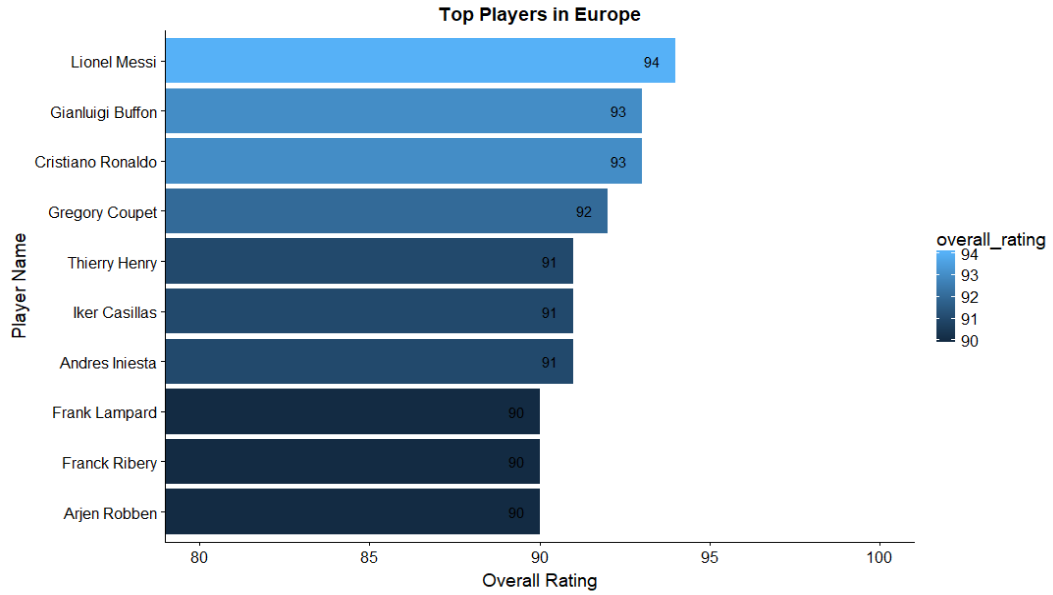 Top Players in Europe
Player Name
Lionel Messi 94
Gianluigi Buffon 93
Cristiano Ronaldo 93
Gregory Coupet 92
Thierry Henry 91
Iker Casillas 91
Andres Iniesta 91
Frank Lampard 90
Franck Ribery 90
Arjen Robben 90
80 85 90 95 100
Overall Rating
overall_rating
94
93
92
91
90